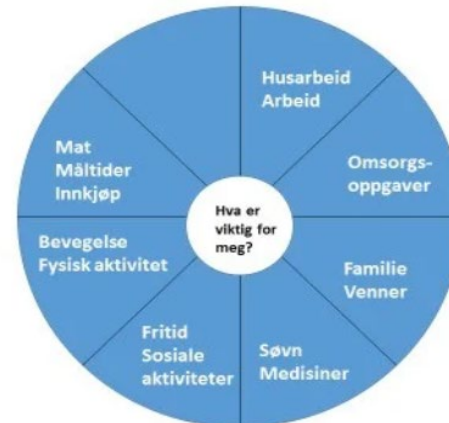 Husarbeid
Arbeid
Omsorgs-
oppgaver
Familie
Venner
Søvn
Medisiner
Fritid
Sosiale
aktiviteter
Bevegelse
Fysisk aktivitet
Mat
Måltider
Innkjøp
Hva er
viktig for
meg?